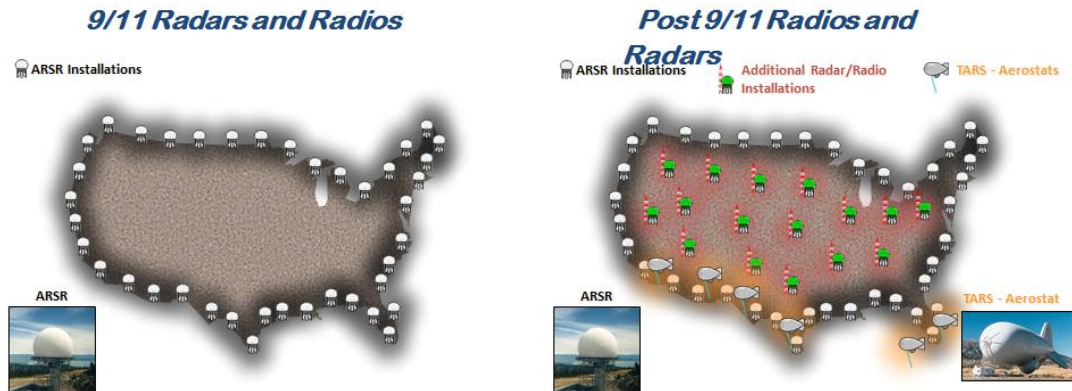 9/11 Radars and Radios
ARSR Installations
ARSR
Post 9/11 Radios and
Radars
ARSR Installations
Additional Radar/Radio
Installations
TARS - Aerostats
ARSR
TARS - Aerostat